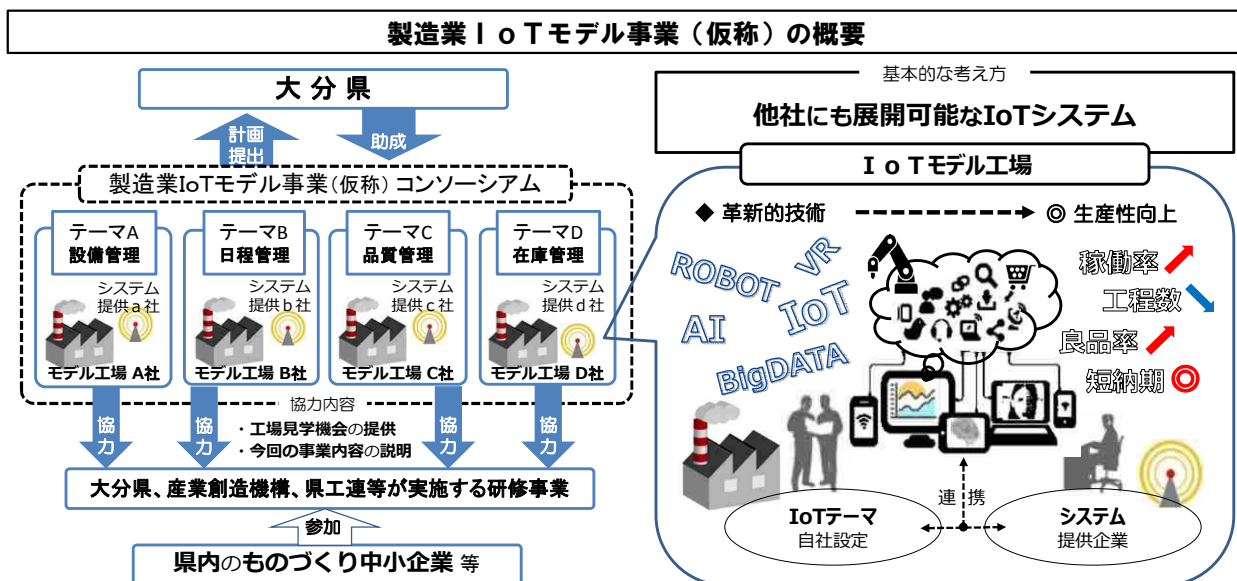 製造業ＩｏＴモデル事業（仮称）の概要
大分県
計画
提出
助成
製造業IoTモデル事業(仮称)コンソーシアム
テーマA
設備管理
システム
提供a社
モデル工場 A社
テーマB
日程管理
システム
提供b社
モデル工場 B社
テーマC
品質管理
システム
提供c社
モデル工場 C社
テーマD
在庫管理
システム
提供d社
モデル工場 D社
協力内容
協力
協力
・工場見学機会の提供
・今回の事業内容の説明
協力
協力
大分県、産業創造機構、県工連等が実施する研修事業
参加
県内のものづくり中小企業 等
基本的な考え方
他社にも展開可能なIoTシステム
ＩｏＴモデル工場
◆ 革新的技術
◎ 生産性向上
ROBOT
VR
AI
IoT
BigDATA
稼働率
工程数
良品率
短納期◎
連携
IoTテーマ
自社設定
システム
提供企業